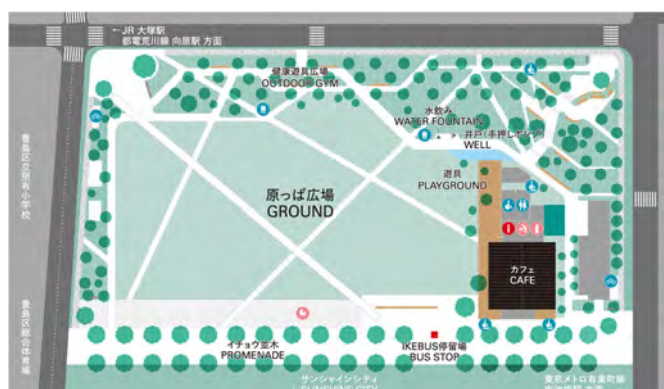 ←JR 大塚駅
都電荒川線 向原駅 方面
健康遊具広場
OUTDOOR GYM
水飲み
WATER FOUNTAIN
井戸(手押しポンプ)
WELL
遊具
PLAYGROUND
原っぱ広場
GROUND
カフェ
CAFE
イチョウ並木
PROMENADE
IKEBUS停留場
BUS STOP
豊島区立朋有小学校
豊島区総合体育場
サンシャインシティ
SUNSHINE CITY
東京メトロ有楽町線